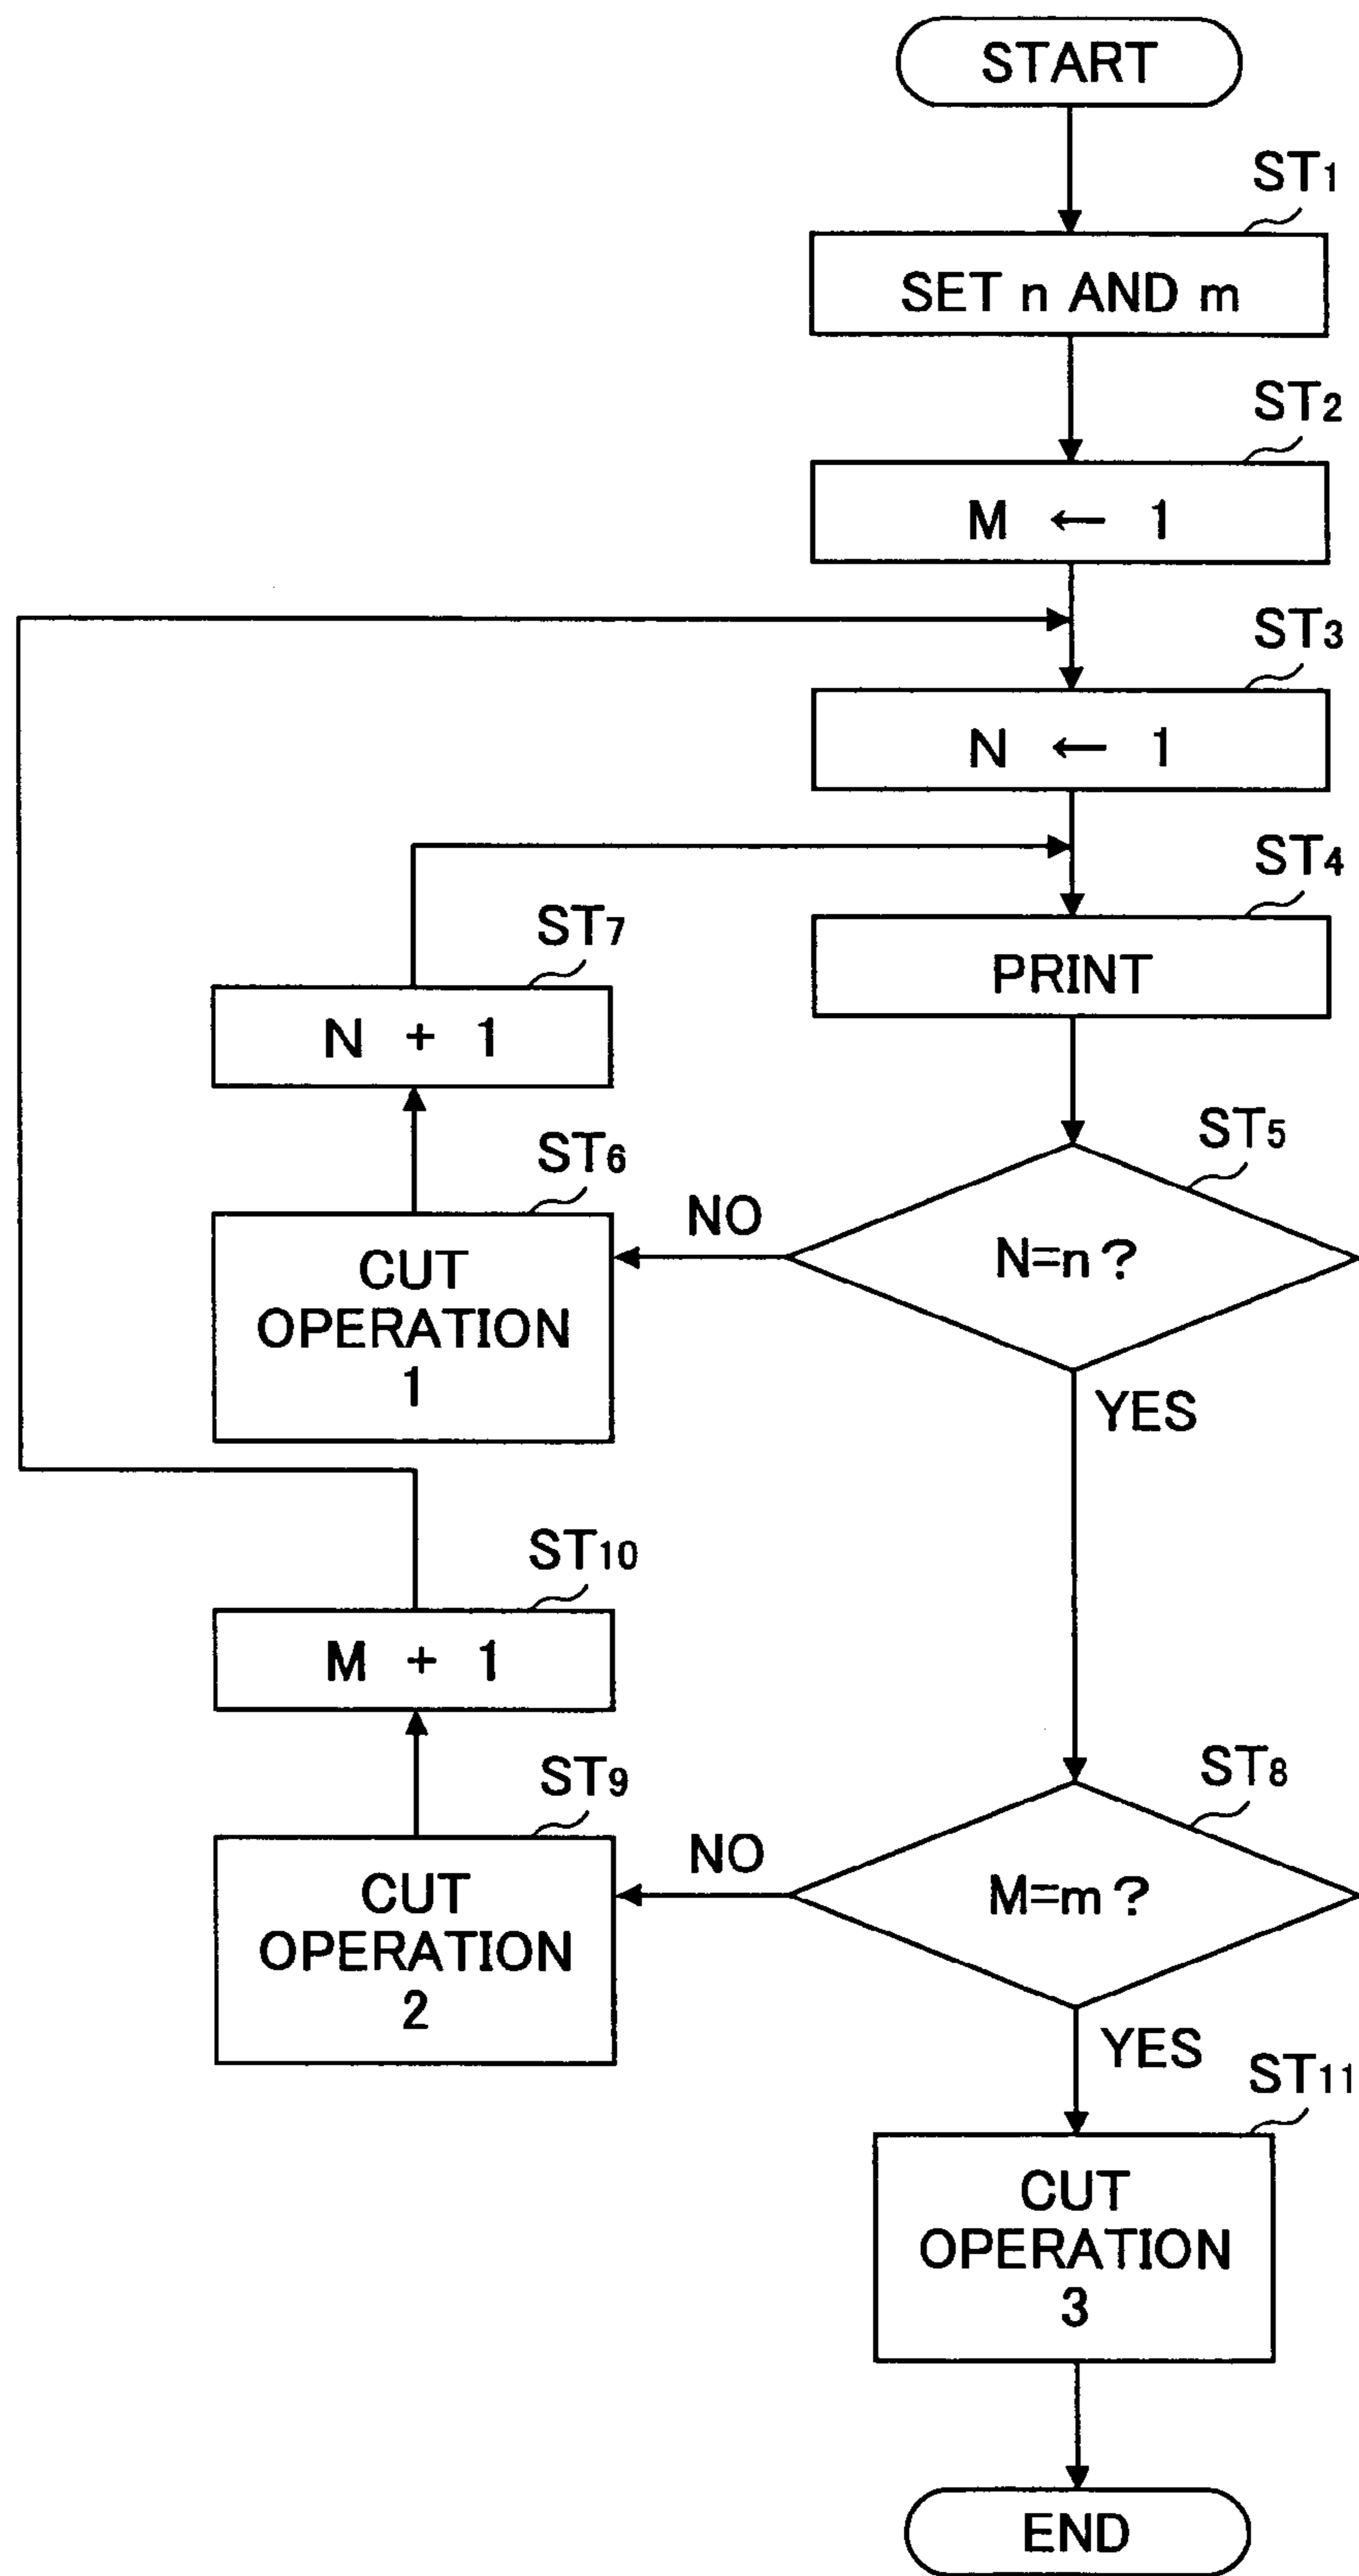 START
ST1
SET n AND m
ST2
M ← 1
ST3
N ← 1
ST4
PRINT
ST7
N + 1
ST5
N=n?
NO
YES
ST6
CUT
OPERATION
1
ST10
M + 1
ST8
M=m?
NO
YES
ST9
CUT
OPERATION
2
ST11
CUT
OPERATION
3
END